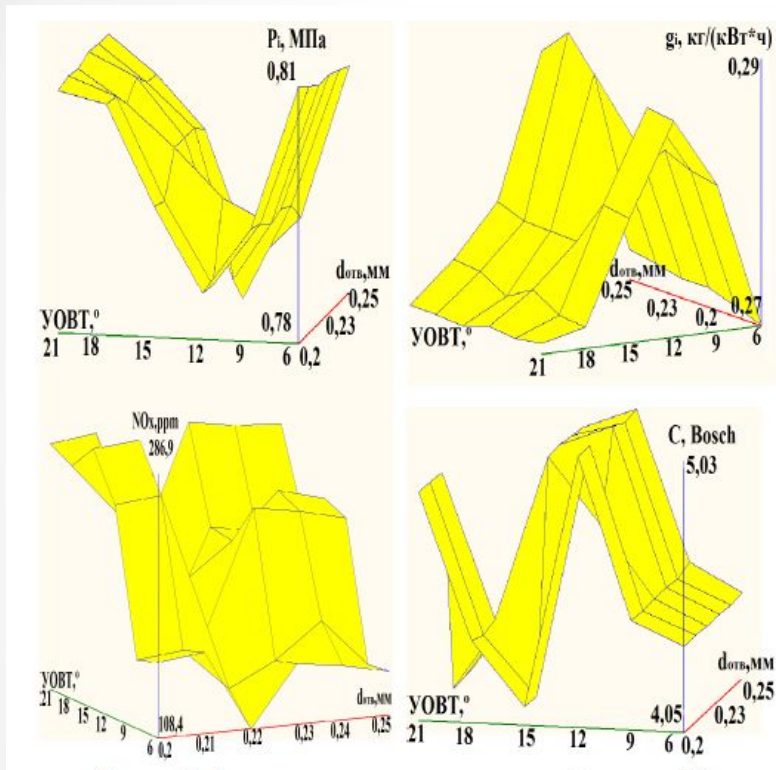 Pᵢ, МПа
0,81
0,78
dотв,мм
0,25
0,23
6 0,2
УОВТ,º
21 18 15 12 9
gᵢ, кг/(кВт*ч)
0,29
dотв,мм
0,25
0,23
0,2
0,27
УОВТ,º
21 18 15 12 9 6
NOx,ppm
286,9
УОВТ,º
21 18 15 12 9 6
108.4
dотв,мм
0,2 0,21 0,22 0,23 0,24 0,25
C, Bosch
5,03
4,05
dотв,мм
0,25
0,23
0,2
УОВТ,º
21 18 15 12 9 6